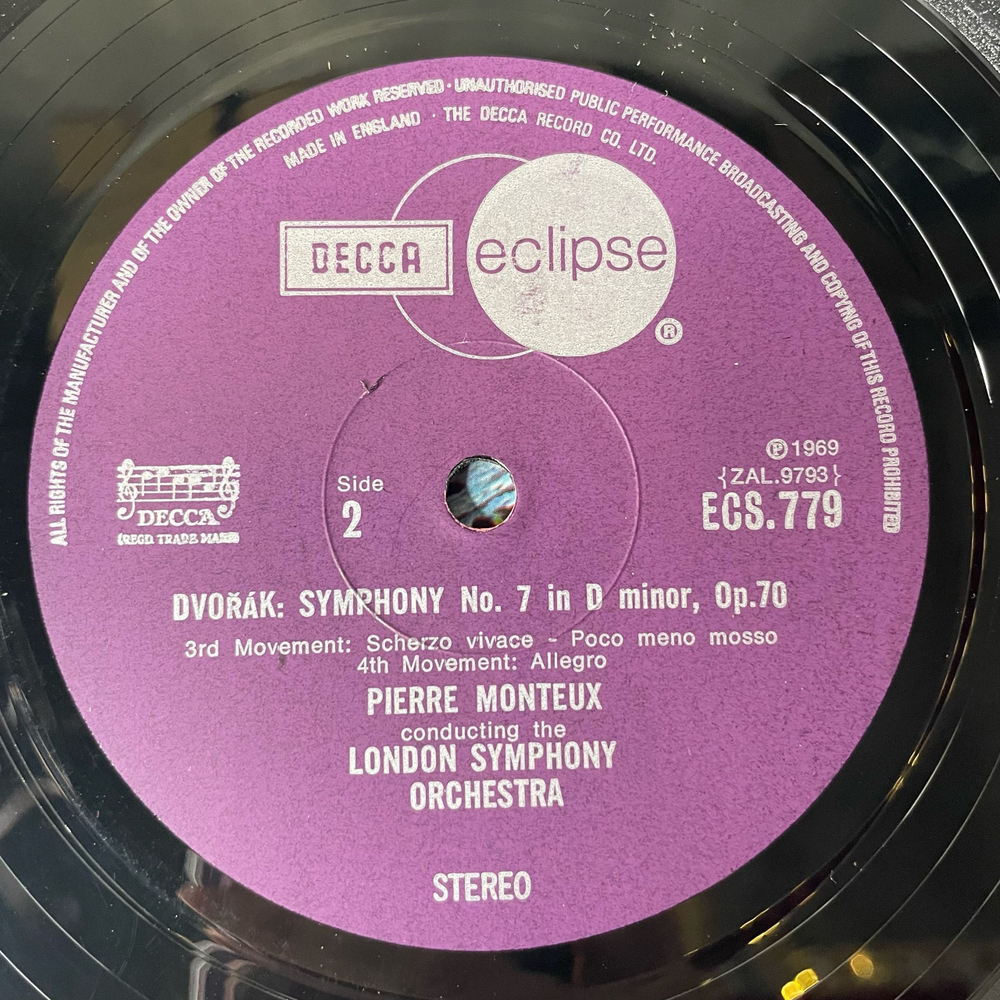 ALL RIGHTS OF THE MANUFACTURER AND OF THE OWNER OF THE RECORDED WORK RESERVED · UNAUTHORISED PUBLIC PERFORMANCE BROADCASTING AND COPYING OF THIS RECORD PROHIBITED
MADE IN ENGLAND · THE DECCA RECORD CO. LTD.
DECCA eclipse
®
℗ 1969
{ZAL.9793}
ECS.779
Side
2
DECCA
(REGD. TRADE MARK)
DVOŘÁK: SYMPHONY No. 7 in D minor, Op.70
3rd Movement: Scherzo vivace – Poco meno mosso
4th Movement: Allegro
PIERRE MONTEUX
conducting the
LONDON SYMPHONY
ORCHESTRA
STEREO